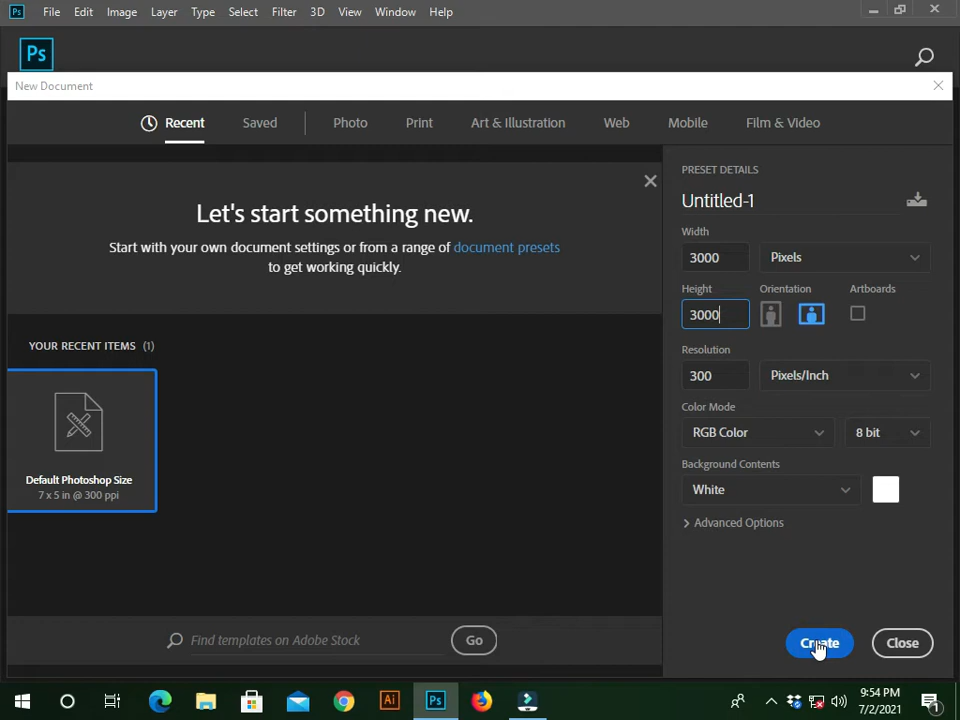 Ps File Edit Image Layer Type Select Filter 3D View Window Help
Ps
New Document
Recent Saved Photo Print Art & Illustration Web Mobile Film & Video
Let's start something new.
Start with your own document settings or from a range of document presets
to get working quickly.
YOUR RECENT ITEMS (1)
Default Photoshop Size
7 x 5 in @ 300 ppi
Find templates on Adobe Stock Go
PRESET DETAILS
Untitled-1
Width
3000 Pixels
Height Orientation Artboards
3000
Resolution
300 Pixels/Inch
Color Mode
RGB Color 8 bit
Background Contents
White
Advanced Options
Create Close
Ai Ps 9:54 PM
7/2/2021 1